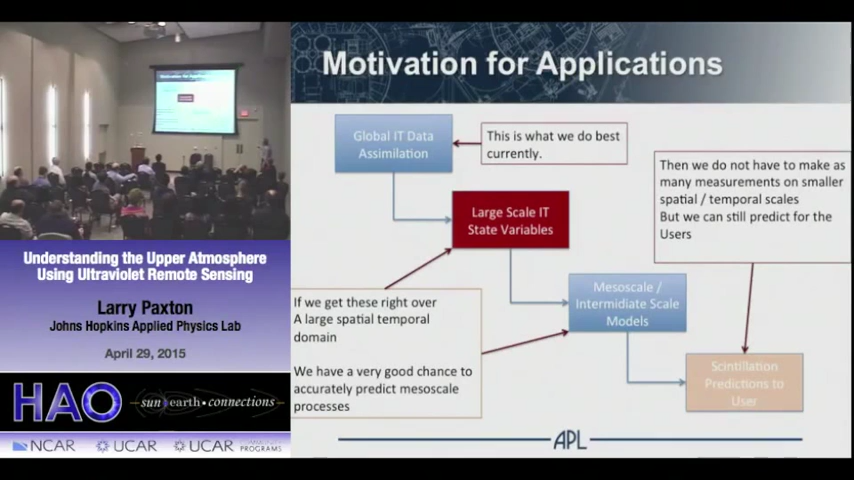 Motivation for Applications
Global IT Data
Assimilation
This is what we do best
currently.
Then we do not have to make as
many measurements on smaller
spatial / temporal scales
But we can still predict for the
Users
Large Scale IT
State Variables
Mesoscale /
Intermidiate Scale
Models
If we get these right over
A large spatial temporal
domain
We have a very good chance to
accurately predict mesoscale
processes
Scintillation
Predictions to
User
APL
Understanding the Upper Atmosphere
Using Ultraviolet Remote Sensing
Larry Paxton
Johns Hopkins Applied Physics Lab
April 29, 2015
HAO
sun earth connections
NCAR
UCAR
UCAR
PROGRAMS